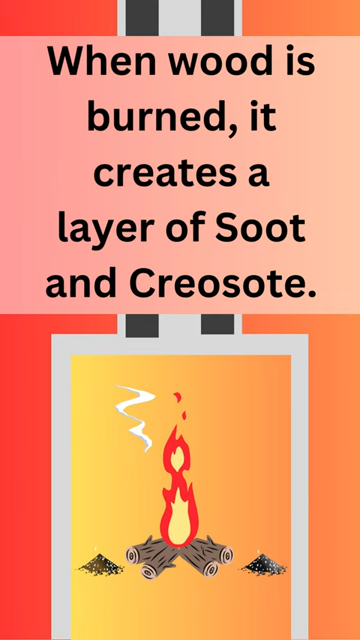 When wood is
burned, it
creates a
layer of Soot
and Creosote.